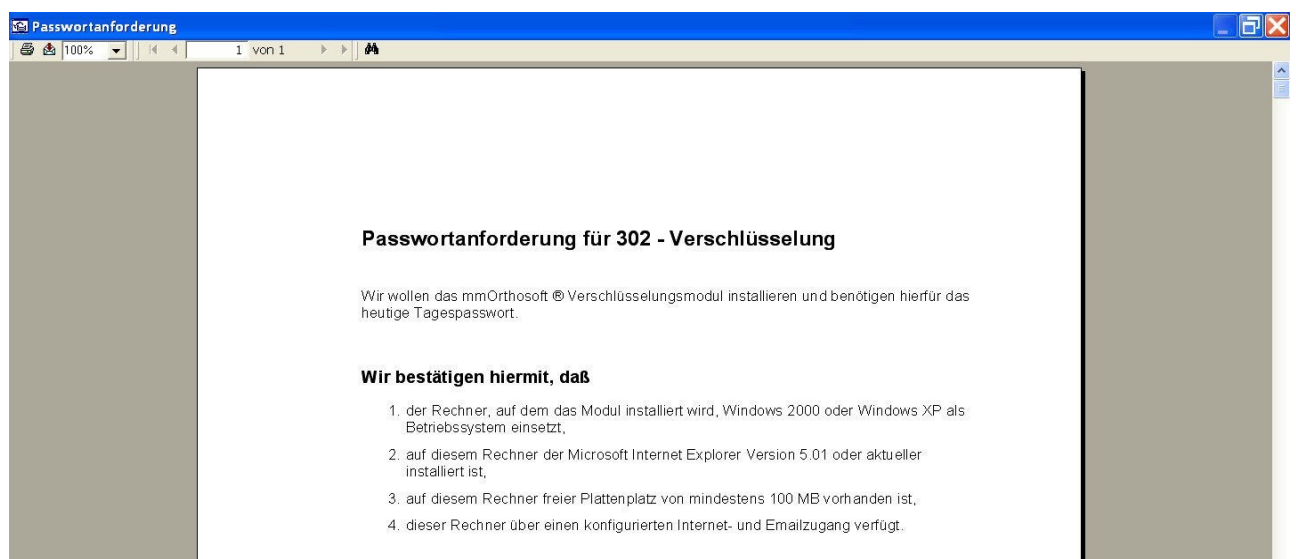 Passwortanforderung
100%
1 von 1
Passwortanforderung für 302 - Verschlüsselung
Wir wollen das mmOrthosoft ® Verschlüsselungsmodul installieren und benötigen hierfür das
heutige Tagespasswort.
Wir bestätigen hiermit, daß
1. der Rechner, auf dem das Modul installiert wird, Windows 2000 oder Windows XP als
Betriebssystem einsetzt,
2. auf diesem Rechner der Microsoft Internet Explorer Version 5.01 oder aktueller
installiert ist,
3. auf diesem Rechner freier Plattenplatz von mindestens 100 MB vorhanden ist,
4. dieser Rechner über einen konfigurierten Internet- und Emailzugang verfügt.